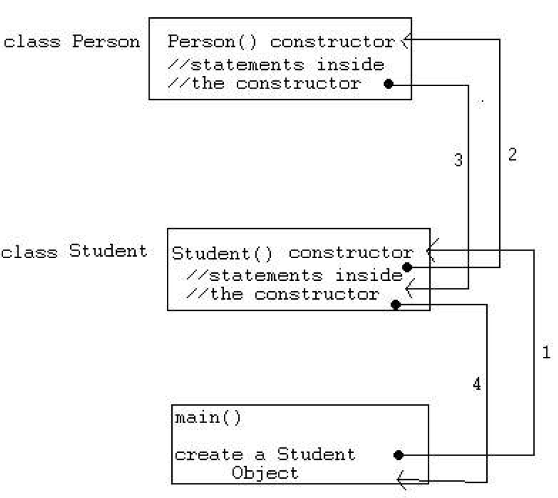 class Person
Person() constructor
//statements inside
//the constructor
3
2
class Student
Student() constructor
//statements inside
//the constructor
1
4
main()
create a Student
Object